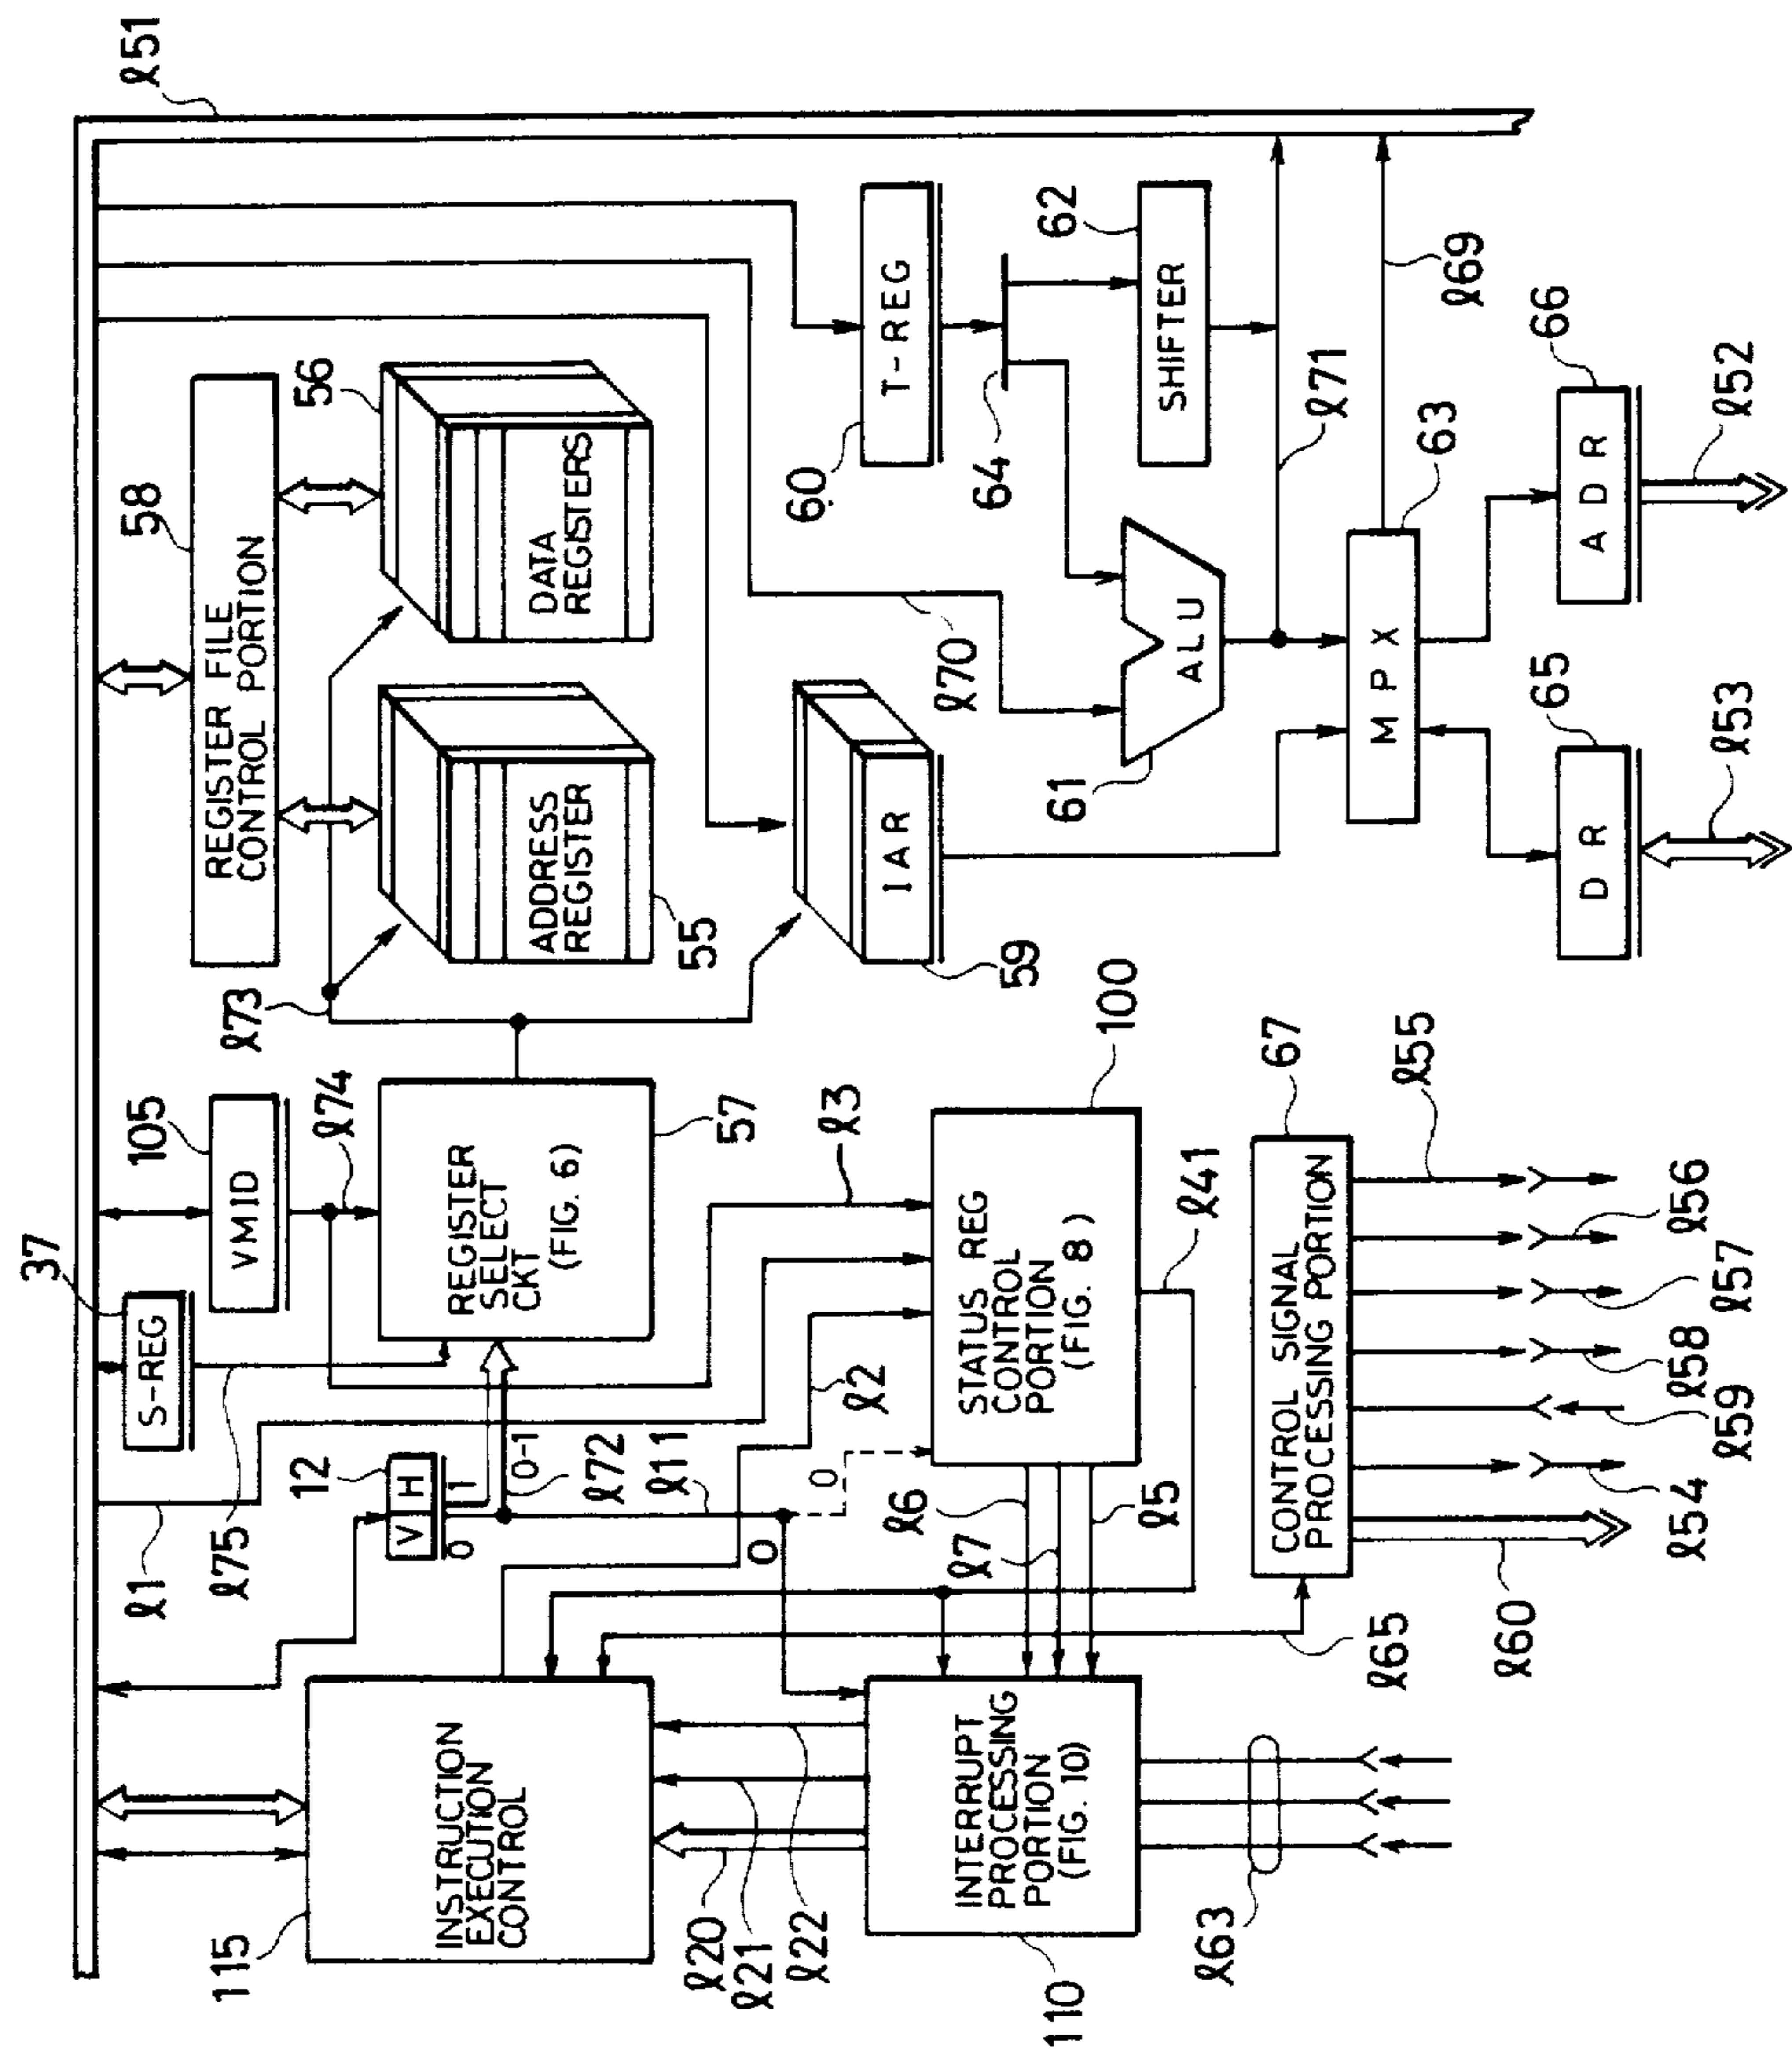 ℓ51
58
REGISTER FILE
CONTROL PORTION
56
DATA
REGISTERS
ADDRESS
REGISTER
55
ℓ73
105
VMID
ℓ74
37
S-REG
REGISTER
SELECT
CKT
(FIG. 6)
57
12
V H
0 1
0-1
ℓ72
ℓ11
ℓ1
ℓ75
115
INSTRUCTION
EXECUTION
CONTROL
60
T-REG
64
62
SHIFTER
ℓ70
IAR
59
61
ALU
ℓ71
ℓ69
63
MPX
66
ADR
ℓ52
65
DR
ℓ53
ℓ3
ℓ2
0
0
100
STATUS REG
CONTROL
PORTION
(FIG. 8)
ℓ41
ℓ6
ℓ7
ℓ5
ℓ20
ℓ21
ℓ22
INTERRUPT
PROCESSING
PORTION
(FIG. 10)
110
ℓ63
ℓ65
67
CONTROL SIGNAL
PROCESSING PORTION
ℓ55
ℓ56
ℓ57
ℓ58
ℓ59
ℓ54
ℓ60